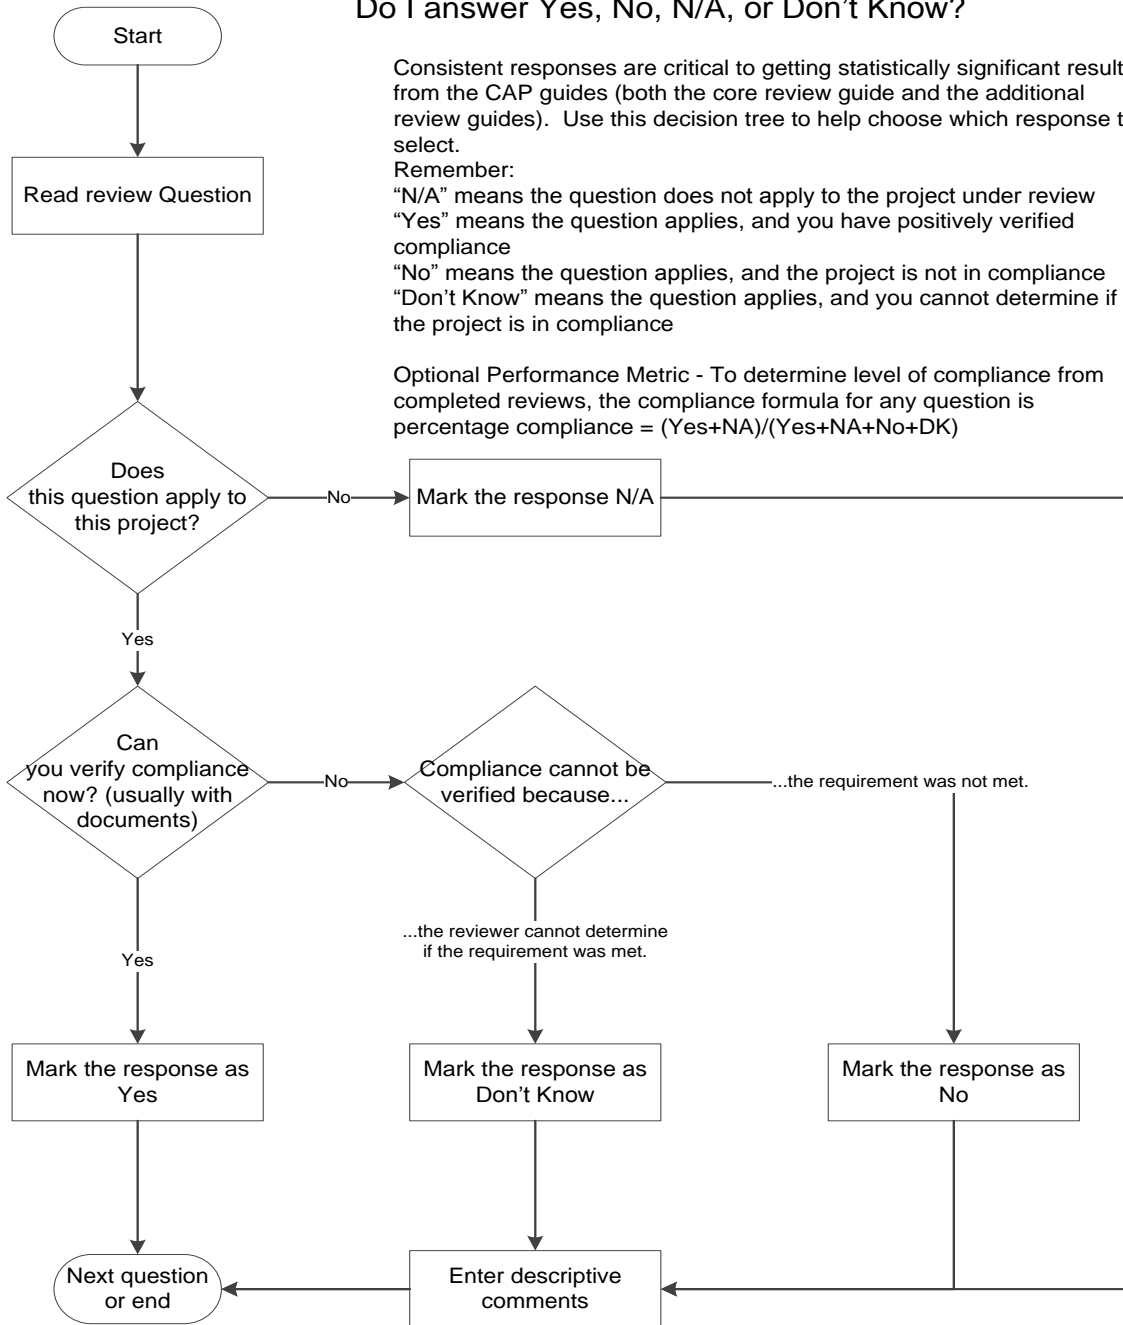 Do I answer Yes, No, N/A, or Don't Know?
Start
Consistent responses are critical to getting statistically significant result
from the CAP guides (both the core review guide and the additional
review guides).  Use this decision tree to help choose which response t
select.
Remember:
“N/A” means the question does not apply to the project under review
“Yes” means the question applies, and you have positively verified
compliance
“No” means the question applies, and the project is not in compliance
“Don’t Know” means the question applies, and you cannot determine if
the project is in compliance
Optional Performance Metric - To determine level of compliance from
completed reviews, the compliance formula for any question is
percentage compliance = (Yes+NA)/(Yes+NA+No+DK)
Read review Question
Does
this question apply to
this project?
No
Mark the response N/A
Yes
Can
you verify compliance
now? (usually with
documents)
No
Compliance cannot be
verified because...
...the requirement was not met.
...the reviewer cannot determine
if the requirement was met.
Yes
Mark the response as
Yes
Mark the response as
Don’t Know
Mark the response as
No
Next question
or end
Enter descriptive
comments